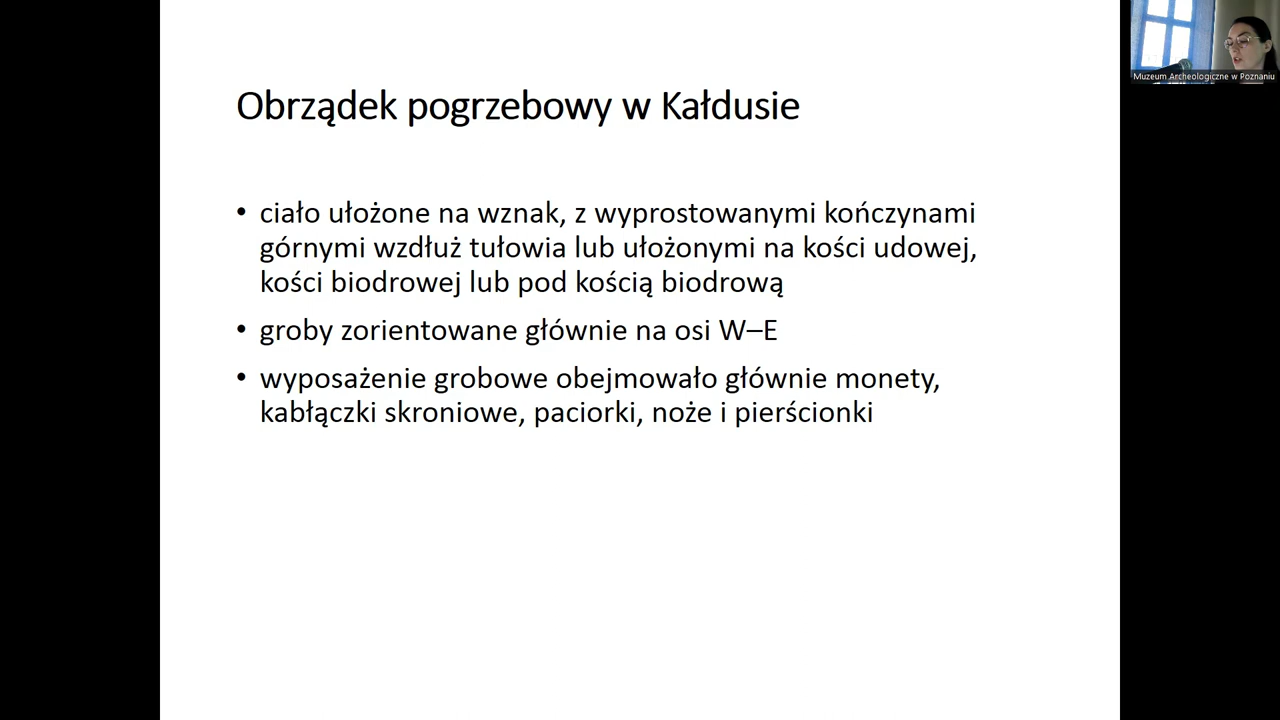 Obrządek pogrzebowy w Kałdusie
• ciało ułożone na wznak, z wyprostowanymi kończynami
górnymi wzdłuż tułowia lub ułożonymi na kości udowej,
kości biodrowej lub pod kością biodrową
• groby zorientowane głównie na osi W–E
• wyposażenie grobowe obejmowało głównie monety,
kabłączki skroniowe, paciorki, noże i pierścionki
Muzeum Archeologiczne w Poznaniu